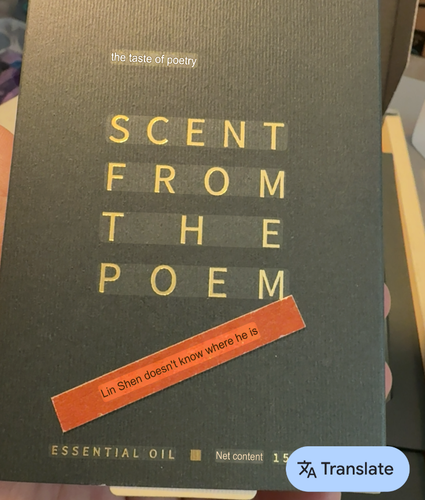 the taste of poetry
SCENT
FROM
THE
POEM
Lin Shen doesn't know where he is
ESSENTIAL OIL Net content 15
Translate